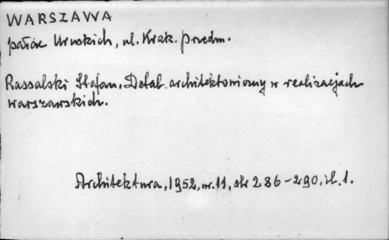 WARSZAWA
pałac Uruskich, ul. Krak. Przedm.
Rassalski Stefan. Detal architektoniczny w realizacjach
warszawskich.
Architektura, 1952, nr. 11, str 286-290, il. 1.